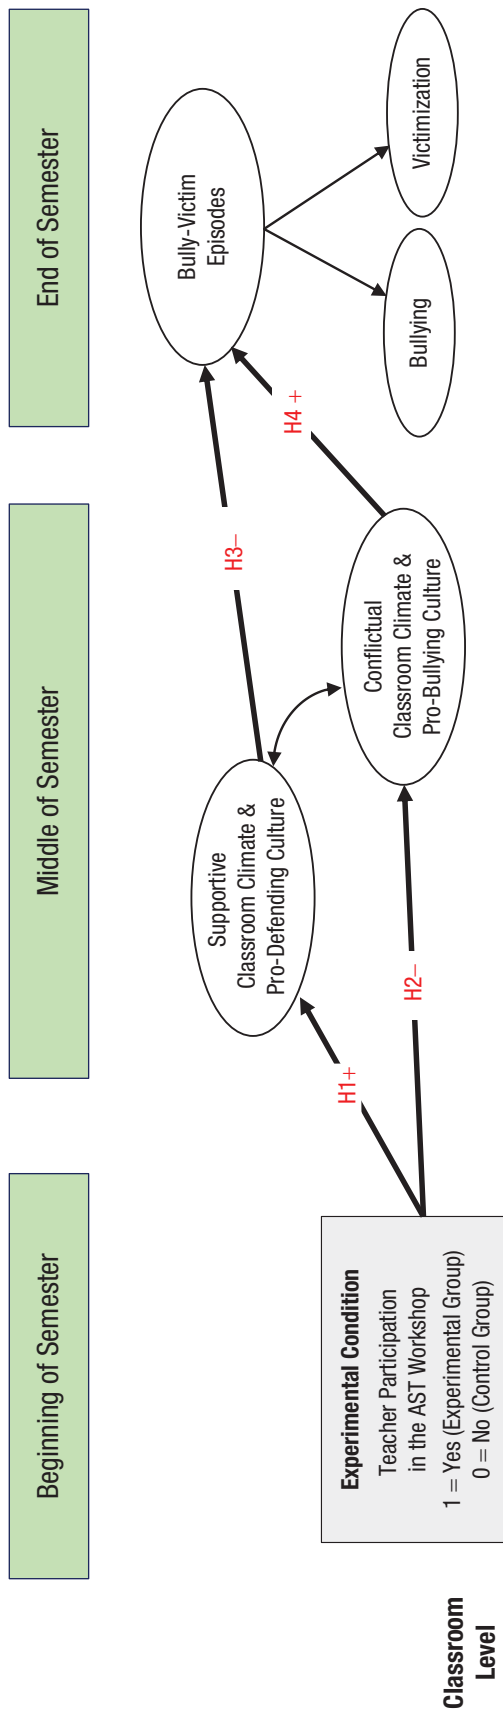 Beginning of Semester
Middle of Semester
End of Semester
Experimental Condition
Teacher Participation
in the AST Workshop
1 = Yes (Experimental Group)
0 = No (Control Group)
H1+
H2–
Supportive
Classroom Climate &
Pro-Defending Culture
Conflictual
Classroom Climate &
Pro-Bullying Culture
H3–
H4 +
Bully-Victim
Episodes
Bullying
Victimization
Classroom
Level